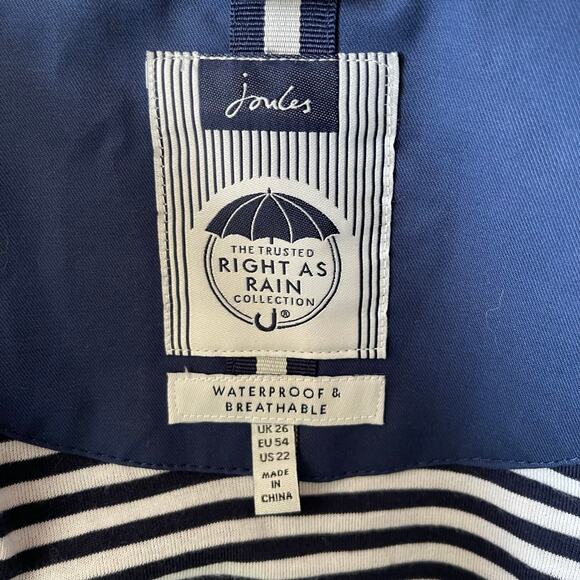 Joules
THE TRUSTED
RIGHT AS
RAIN
COLLECTION
®
WATERPROOF &
BREATHABLE
UK 26
EU 54
US 22
MADE
IN
CHINA